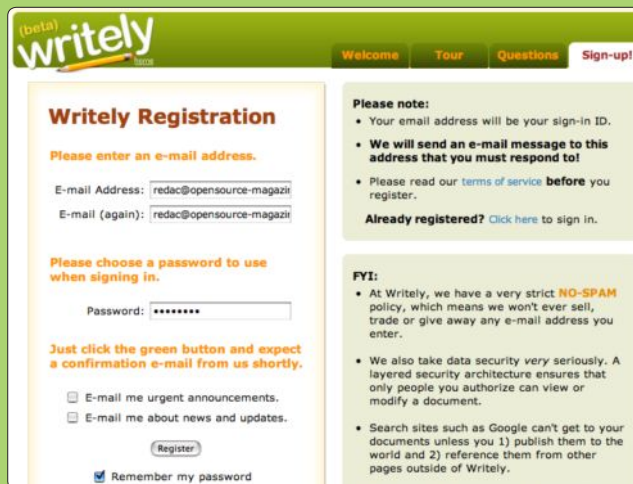 (beta)
writely
Welcome
Tour
Questions
Sign-up!
Writely Registration
Please enter an e-mail address.
E-mail Address: redac@opensource-magazin
E-mail (again): redac@opensource-magazin
Please choose a password to use
when signing in.
Password: ••••••••
Just click the green button and expect
a confirmation e-mail from us shortly.
E-mail me urgent announcements.
E-mail me about news and updates.
Register
Remember my password
Please note:
• Your email address will be your sign-in ID.
• We will send an e-mail message to this
address that you must respond to!
• Please read our terms of service before you
register.
Already registered? Click here to sign in.
FYI:
• At Writely, we have a very strict NO-SPAM
policy, which means we won't ever sell,
trade or give away any e-mail address you
enter.
• We also take data security very seriously. A
layered security architecture ensures that
only people you authorize can view or
modify a document.
• Search sites such as Google can't get to your
documents unless you 1) publish them to the
world and 2) reference them from other
pages outside of Writely.